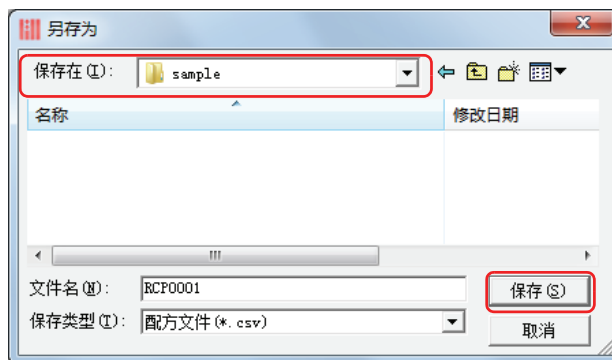 另存为
保存在(I): sample
名称 修改日期
文件名(N): RCP0001
保存(S)
保存类型(T): 配方文件(*.csv)
取消